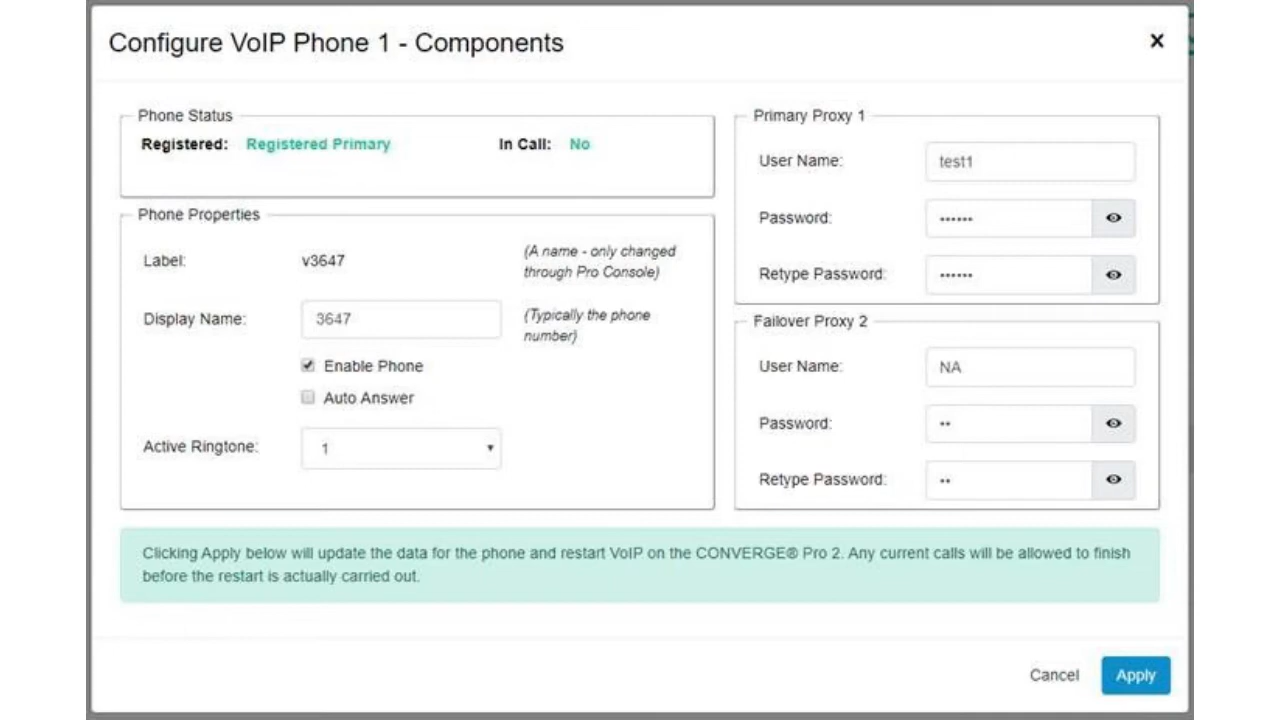 Configure VoIP Phone 1 - Components
x
Phone Status
Registered: Registered Primary In Call: No
Phone Properties
Label: v3647 (A name - only changed
through Pro Console)
Display Name: 3647 (Typically the phone
number)
Enable Phone
Auto Answer
Active Ringtone: 1
Primary Proxy 1
User Name: test1
Password: ••••••
Retype Password: ••••••
Failover Proxy 2
User Name: NA
Password: ••
Retype Password: ••
Clicking Apply below will update the data for the phone and restart VoIP on the CONVERGE® Pro 2. Any current calls will be allowed to finish
before the restart is actually carried out.
Cancel Apply